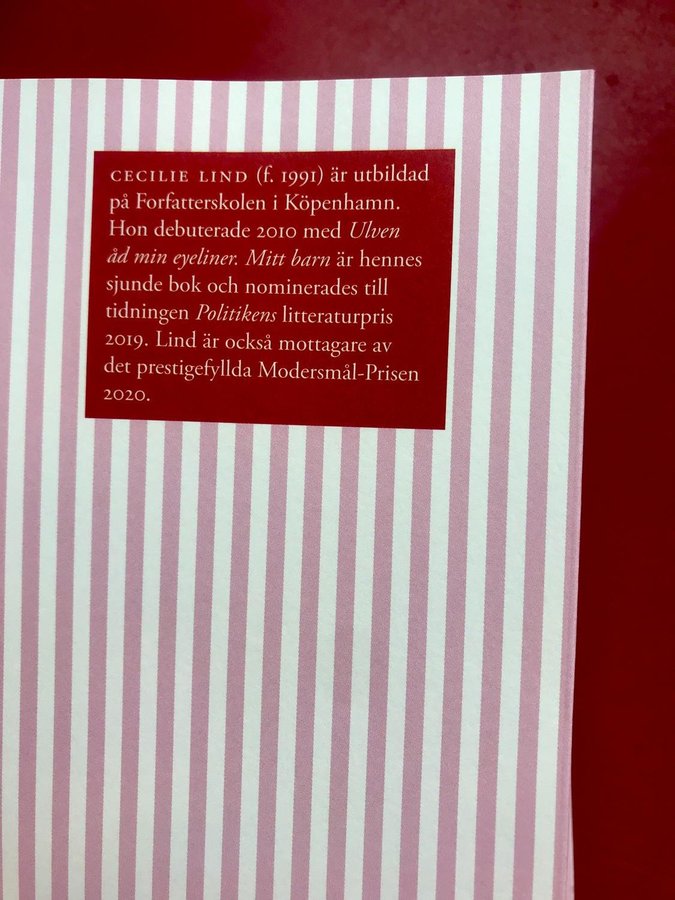 CECILIE LIND (f. 1991) är utbildad
på Forfatterskolen i Köpenhamn.
Hon debuterade 2010 med Ulven
åd min eyeliner. Mitt barn är hennes
sjunde bok och nominerades till
tidningen Politikens litteraturpris
2019. Lind är också mottagare av
det prestigefyllda Modersmål-Prisen
2020.